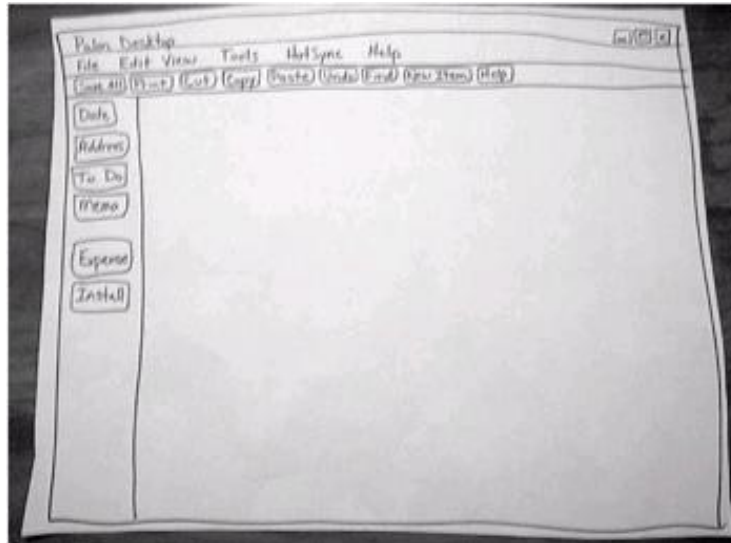 Palm Desktop
File Edit View Tools HotSync Help
All Print Cut Copy Paste Undo Find New Item Help
Date
Address
To Do
Memo
Expense
Install